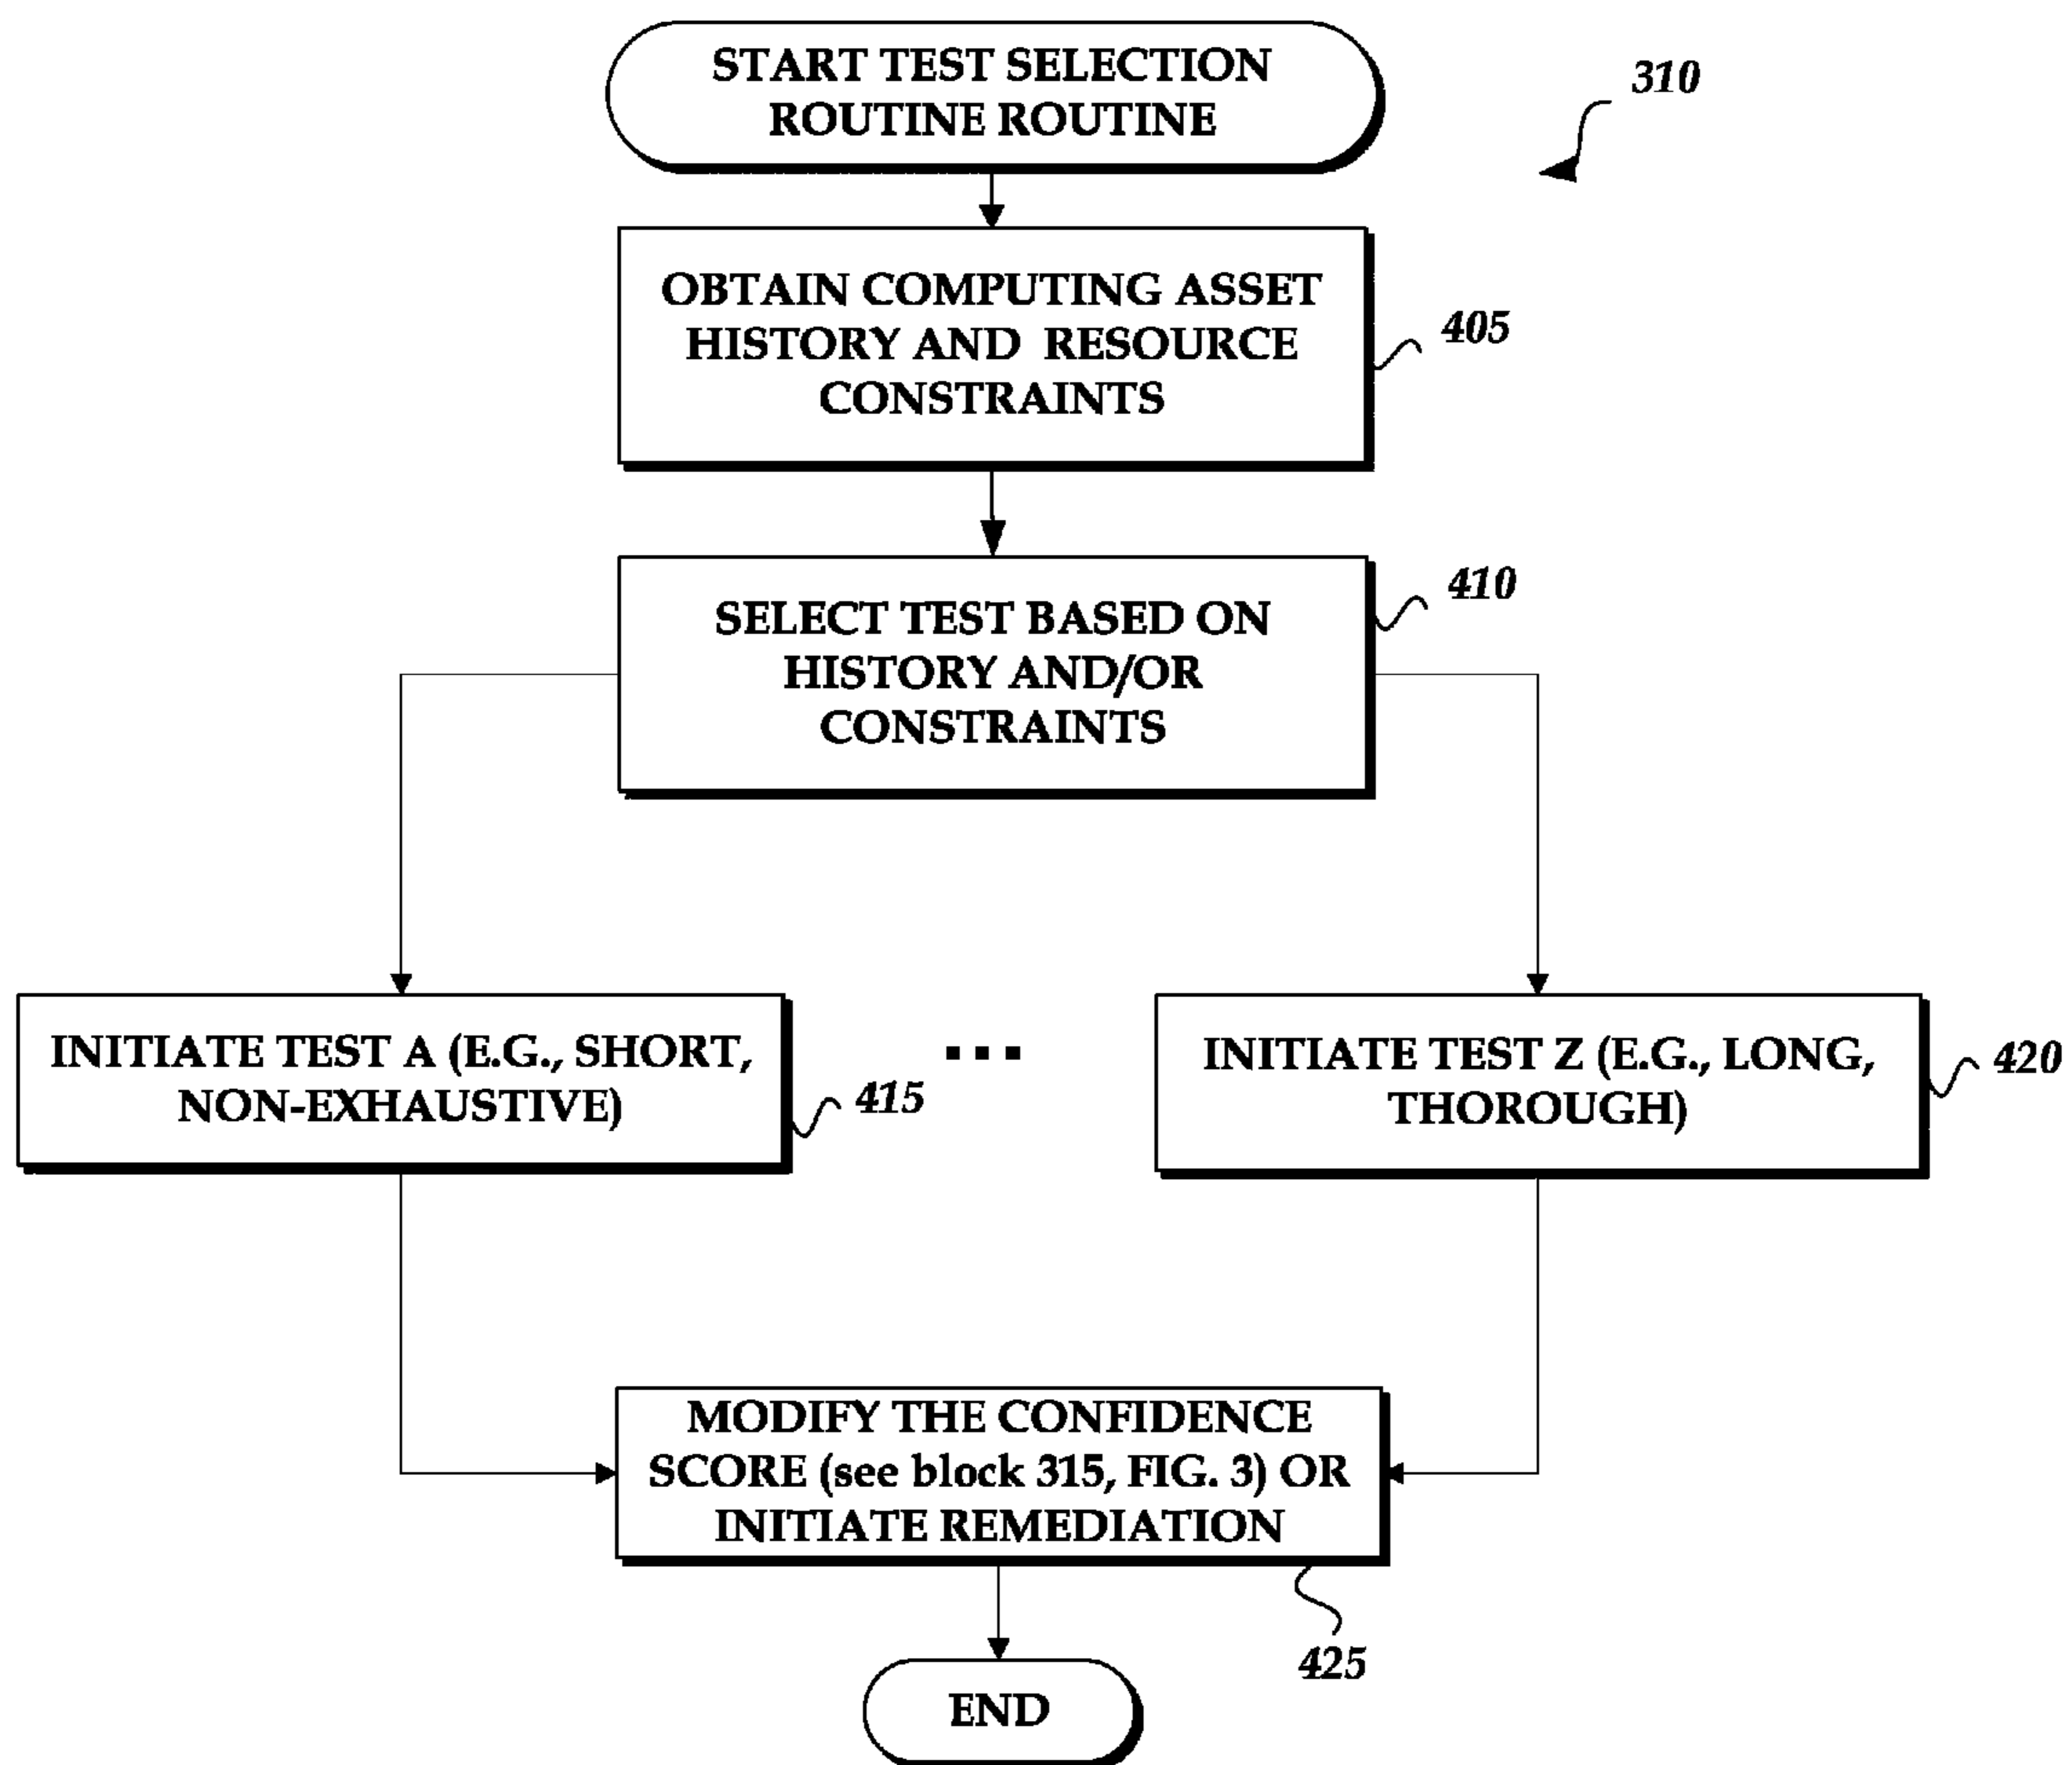 START TEST SELECTION
ROUTINE ROUTINE
310
OBTAIN COMPUTING ASSET
HISTORY AND RESOURCE
CONSTRAINTS
405
SELECT TEST BASED ON
HISTORY AND/OR
CONSTRAINTS
410
INITIATE TEST A (E.G., SHORT,
NON-EXHAUSTIVE)
415
...
INITIATE TEST Z (E.G., LONG,
THOROUGH)
420
MODIFY THE CONFIDENCE
SCORE (see block 315, FIG. 3) OR
INITIATE REMEDIATION
425
END